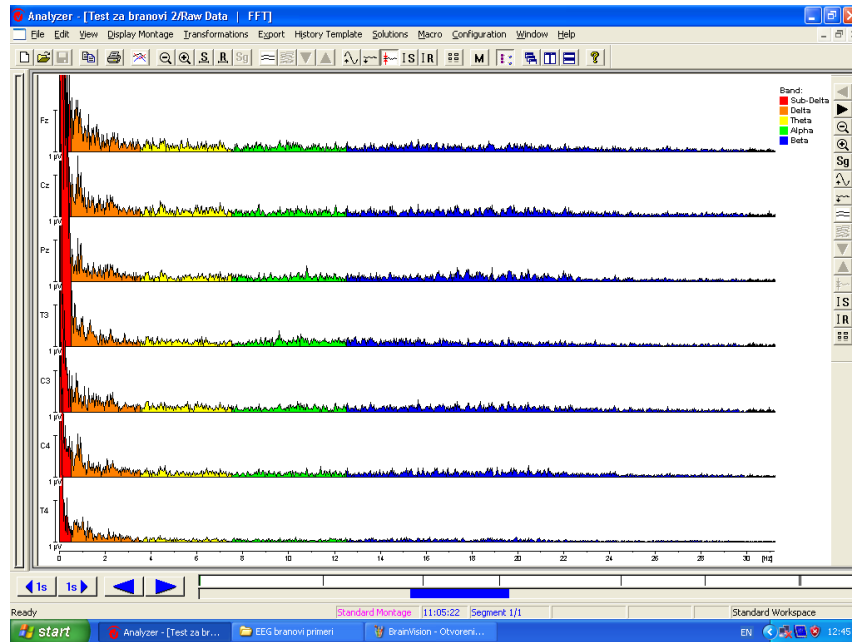 Analyzer - [Test za branovi 2/Raw Data | FFT]
File Edit View Display Montage Transformations Export History Template Solutions Macro Configuration Window Help
S R Sg IS IR M ?
Band:
Sub-Delta
Delta
Theta
Alpha
Beta
Fz
1 µV
Cz
1 µV
Pz
1 µV
T3
1 µV
C3
1 µV
C4
1 µV
T4
1 µV
0 2 4 6 8 10 12 14 16 18 20 22 24 26 28 30 [Hz]
Sg
IS
IR
1s 1s
Ready Standard Montage 11:05:22 Segment 1/1 Standard Workspace
start Analyzer - [Test za br... EEG branovi primeri BrainVision - Otvoreni... EN 12:45